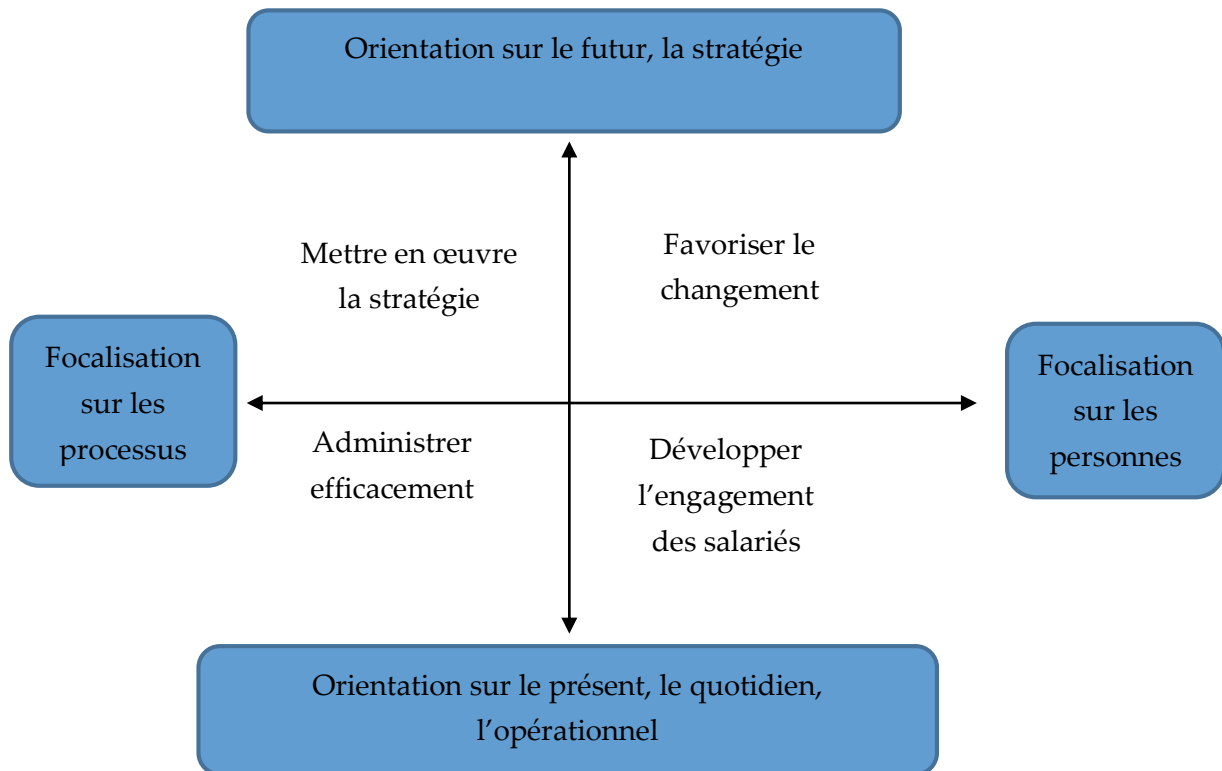 Orientation sur le futur, la stratégie
Mettre en œuvre
la stratégie
Favoriser le
changement
Focalisation
sur les
processus
Focalisation
sur les
personnes
Administrer
efficacement
Développer
l’engagement
des salariés
Orientation sur le présent, le quotidien,
l’opérationnel